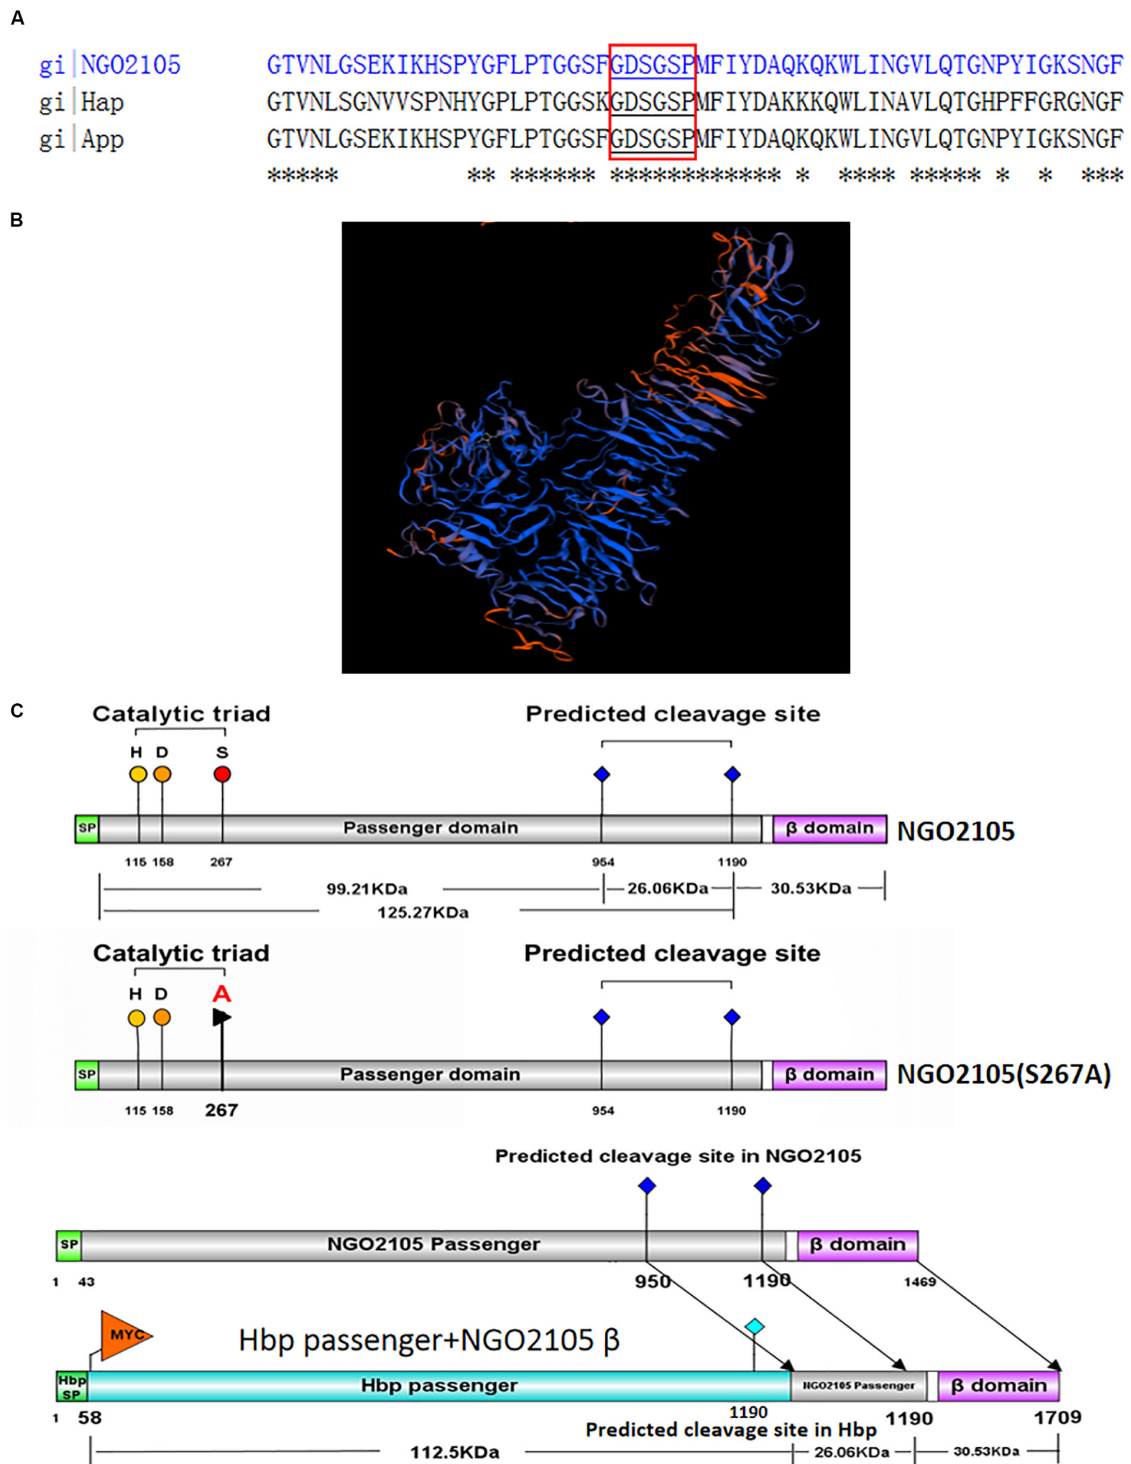 A
gi|NGO2105 GTVNLGSEKIKHSPYGFLPTGGSFGDSGSPMFIYDAQKQKWLINGVLQTGNPYIGKSNGF
gi|Hap GTVNLSGNVVSPNHYGPLPTGGSKGDSGSPMFIYDAKKKQWLINAVLQTGHPFFGRGNGF
gi|App GTVNLGSEKIKHSPYGFLPTGGSFGDSGSPMFIYDAQKQKWLINGVLQTGNPYIGKSNGF
***** ** ****** ************ * **** ***** * * ***
B
C
Catalytic triad Predicted cleavage site
H D S
SP Passenger domain β domain NGO2105
115 158 267 954 1190
99.21KDa 26.06KDa 30.53KDa
125.27KDa
Catalytic triad Predicted cleavage site
H D A
SP Passenger domain β domain NGO2105(S267A)
115 158 267 954 1190
Predicted cleavage site in NGO2105
SP NGO2105 Passenger β domain
1 43 950 1190 1469
MYC Hbp passenger+NGO2105 β
Hbp SP Hbp passenger NGO2105 Passenger β domain
1 58 1190 1190 1709
Predicted cleavage site in Hbp
112.5KDa 26.06KDa 30.53KDa